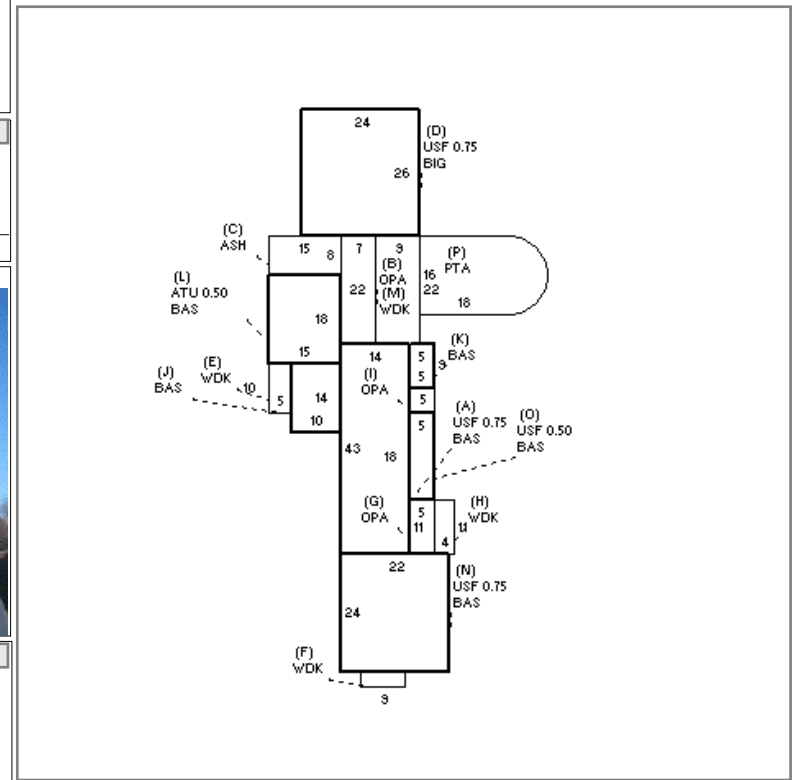 24
(D)
USF 0.75
BIG
26
(C)
ASH
15
8
7
9
(B)
OPA
(M)
WDK
22
(P)
PTA
16
22
18
(L)
ATU 0.50
BAS
18
15
(K)
BAS
14
5
5
9
(I)
OPA
5
(E)
WDK
(J)
BAS
10
5
14
10
(A)
USF 0.75
BAS
(O)
USF 0.50
BAS
5
43
18
(G)
OPA
5
11
(H)
WDK
11
4
22
(N)
USF 0.75
BAS
24
(F)
WDK
9